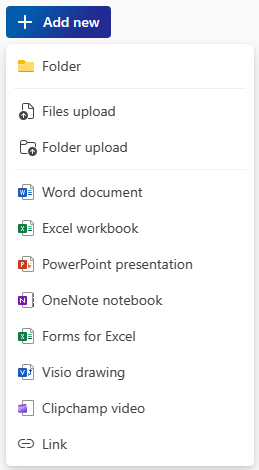 Add new
Folder
Files upload
Folder upload
Word document
Excel workbook
PowerPoint presentation
OneNote notebook
Forms for Excel
Visio drawing
Clipchamp video
Link